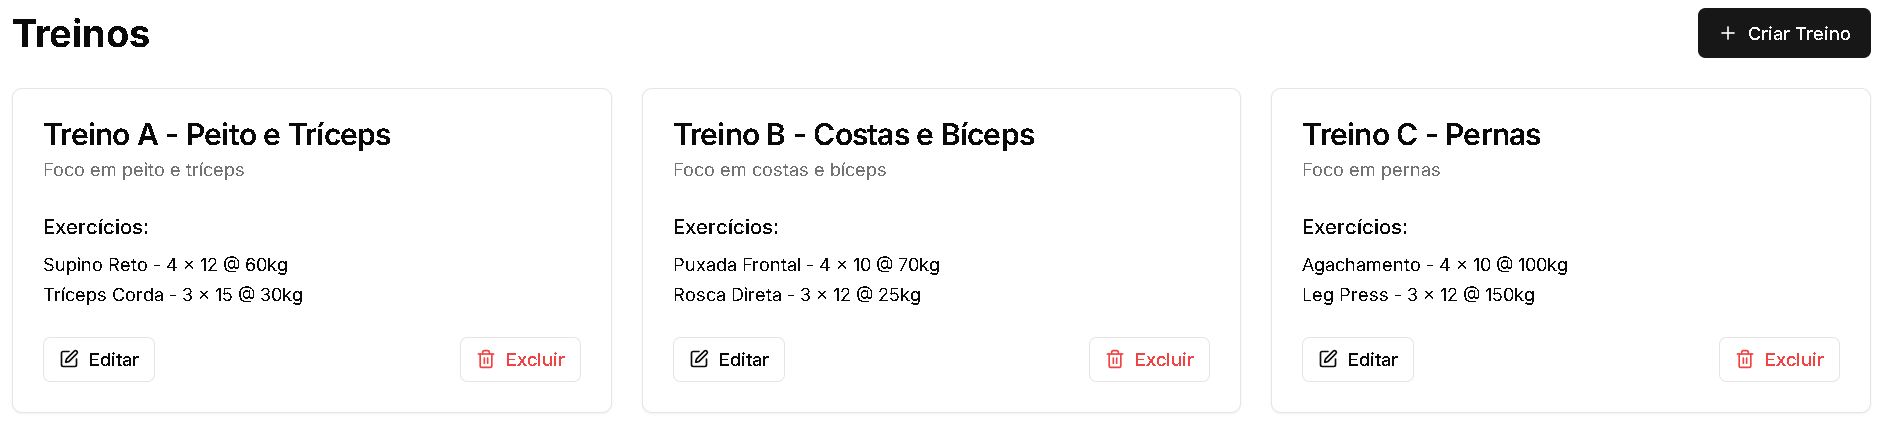 Treinos
+ Criar Treino
Treino A - Peito e Tríceps
Foco em peito e tríceps
Exercícios:
Supino Reto - 4 x 12 @ 60kg
Tríceps Corda - 3 x 15 @ 30kg
Editar
Excluir
Treino B - Costas e Bíceps
Foco em costas e bíceps
Exercícios:
Puxada Frontal - 4 x 10 @ 70kg
Rosca Direta - 3 x 12 @ 25kg
Editar
Excluir
Treino C - Pernas
Foco em pernas
Exercícios:
Agachamento - 4 x 10 @ 100kg
Leg Press - 3 x 12 @ 150kg
Editar
Excluir